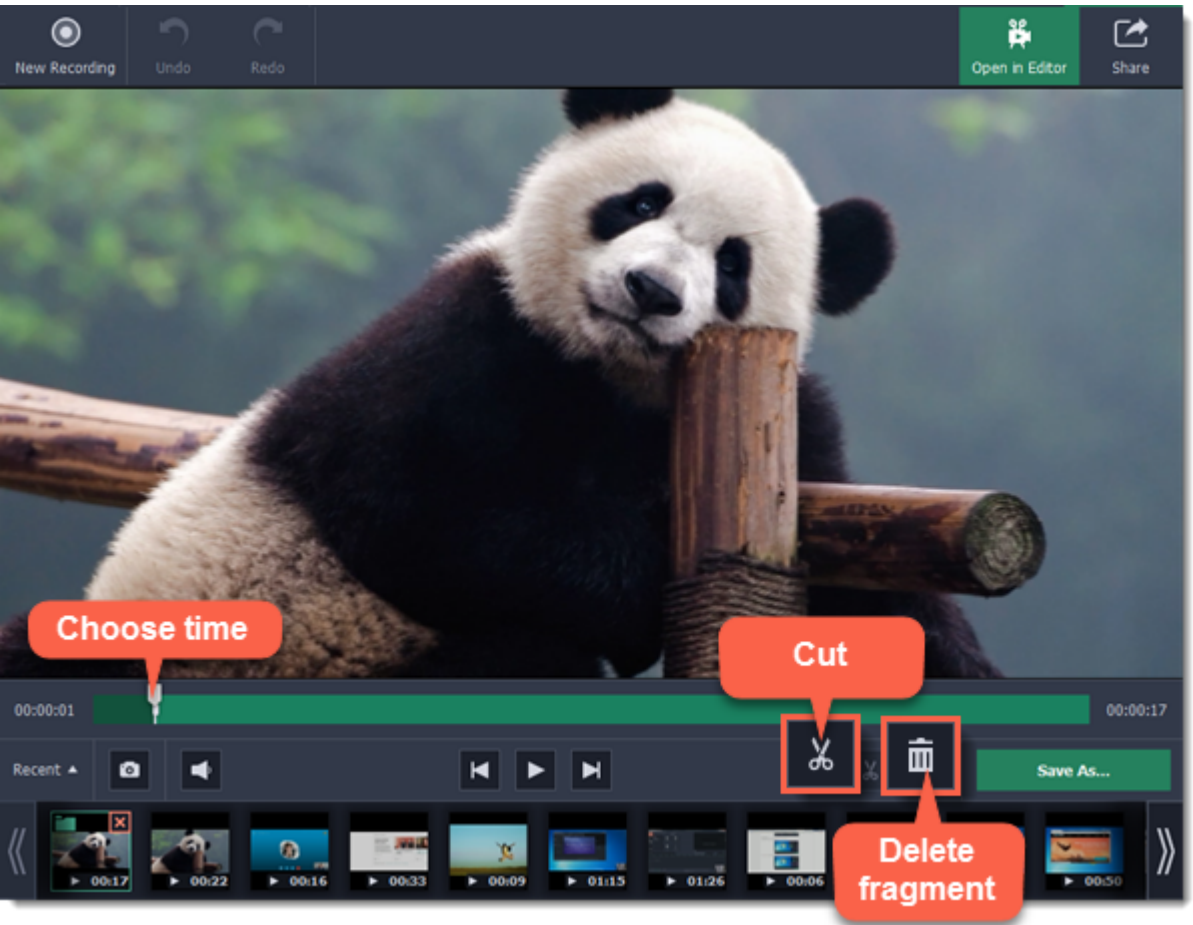 New Recording
Undo
Redo
Open in Editor
Share
Choose time
Cut
00:00:01
00:00:17
Recent
Save As...
Delete
fragment
00:17
00:22
00:16
00:33
00:09
01:15
01:26
00:06
00:50